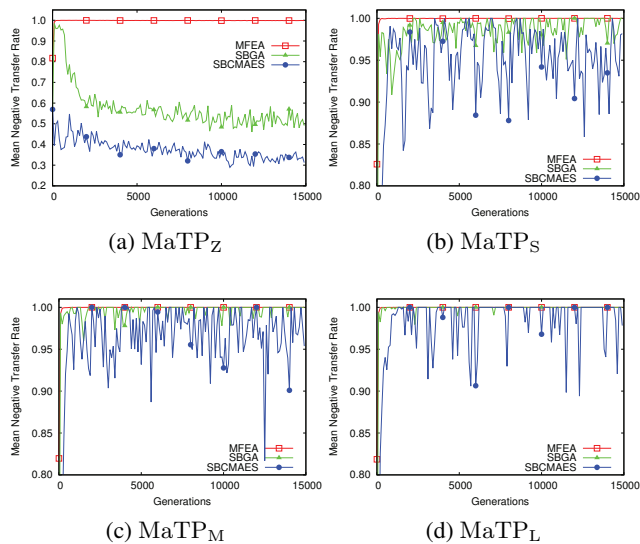 Mean Negative Transfer Rate
1.0
0.9
0.8
0.7
0.6
0.5
0.4
0.3
0.2
MFEA
SBGA
SBCMAES
0 5000 10000 15000
Generations
(a) MaTPZ
Mean Negative Transfer Rate
1.00
0.95
0.90
0.85
0.80
MFEA
SBGA
SBCMAES
0 5000 10000 15000
Generations
(b) MaTPS
Mean Negative Transfer Rate
1.00
0.95
0.90
0.85
0.80
MFEA
SBGA
SBCMAES
0 5000 10000 15000
Generations
(c) MaTPM
Mean Negative Transfer Rate
1.00
0.95
0.90
0.85
0.80
MFEA
SBGA
SBCMAES
0 5000 10000 15000
Generations
(d) MaTPL